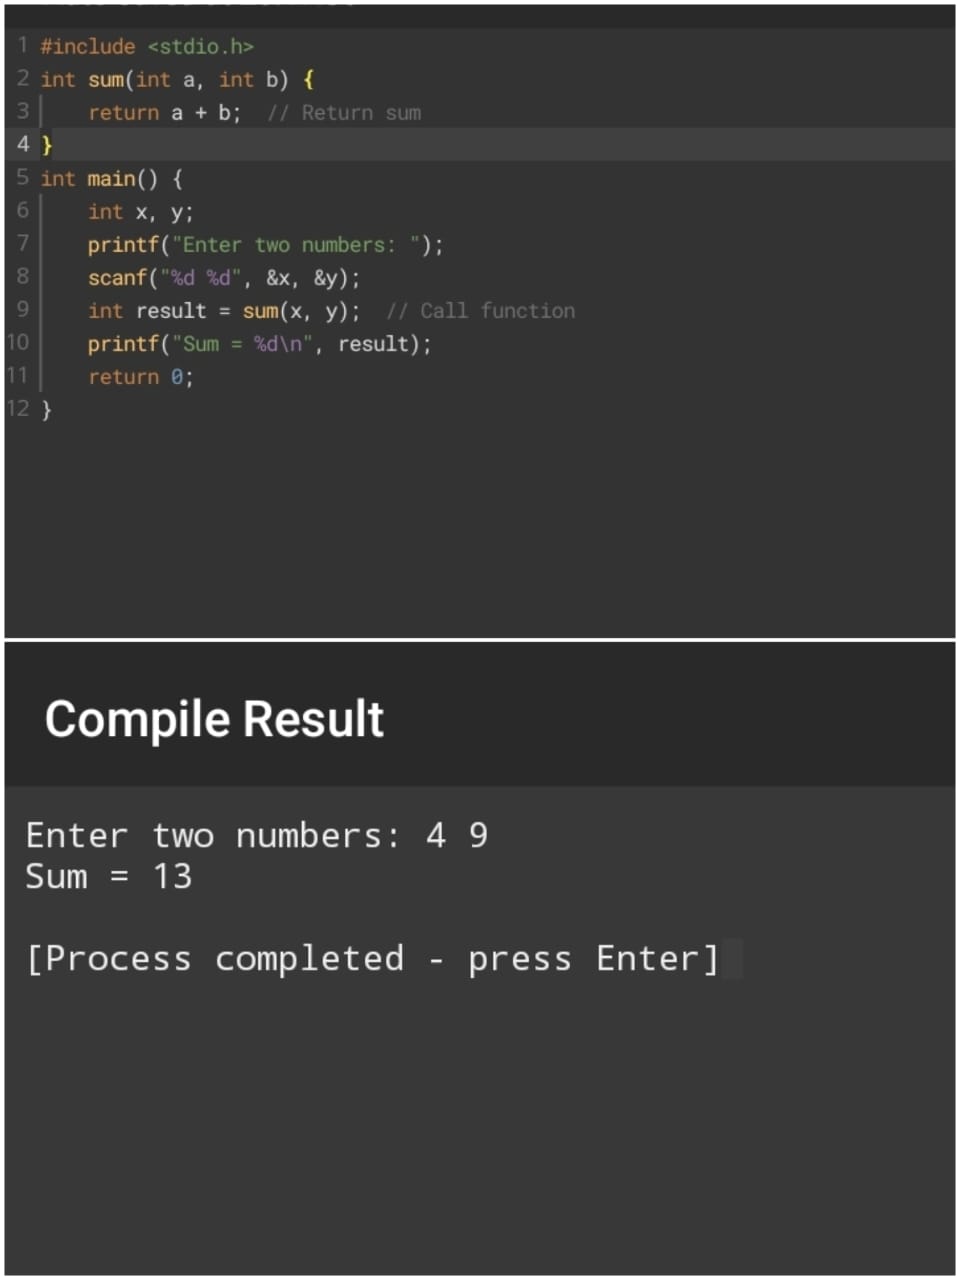 1 #include <stdio.h>
2 int sum(int a, int b) {
3     return a + b;  // Return sum
4 }
5 int main() {
6     int x, y;
7     printf("Enter two numbers: ");
8     scanf("%d %d", &x, &y);
9     int result = sum(x, y);  // Call function
10     printf("Sum = %d\n", result);
11     return 0;
12 }
Compile Result
Enter two numbers: 4 9
Sum = 13
[Process completed - press Enter]